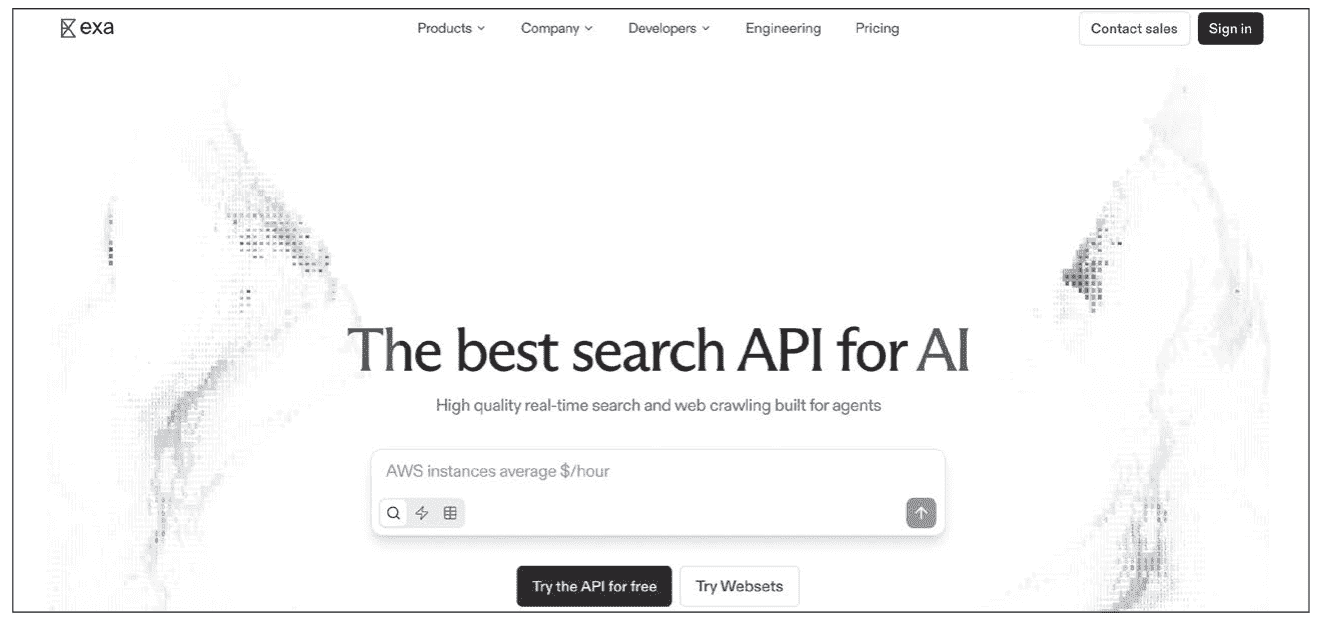 exa
Products
Company
Developers
Engineering
Pricing
Contact sales
Sign in
The best search API for AI
High quality real-time search and web crawling built for agents
AWS instances average $/hour
Try the API for free
Try Websets